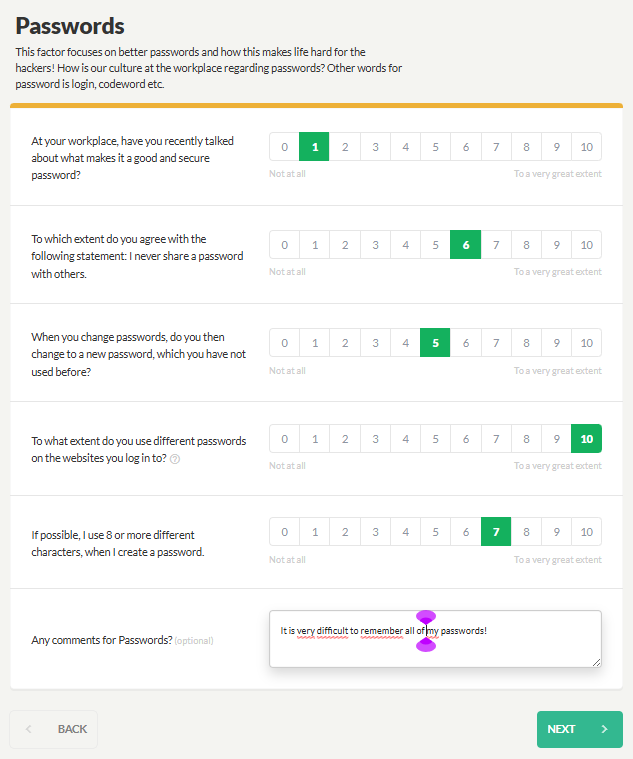 Passwords
This factor focuses on better passwords and how this makes life hard for the
hackers! How is our culture at the workplace regarding passwords? Other words for
password is login, codeword etc.
At your workplace, have you recently talked
about what makes it a good and secure
password?
0 1 2 3 4 5 6 7 8 9 10
Not at all To a very great extent
To which extent do you agree with the
following statement: I never share a password
with others.
0 1 2 3 4 5 6 7 8 9 10
Not at all To a very great extent
When you change passwords, do you then
change to a new password, which you have not
used before?
0 1 2 3 4 5 6 7 8 9 10
Not at all To a very great extent
To what extent do you use different passwords
on the websites you log in to? ?
0 1 2 3 4 5 6 7 8 9 10
Not at all To a very great extent
If possible, I use 8 or more different
characters, when I create a password.
0 1 2 3 4 5 6 7 8 9 10
Not at all To a very great extent
Any comments for Passwords? (optional)
It is very difficult to remember all of my passwords!
BACK
NEXT